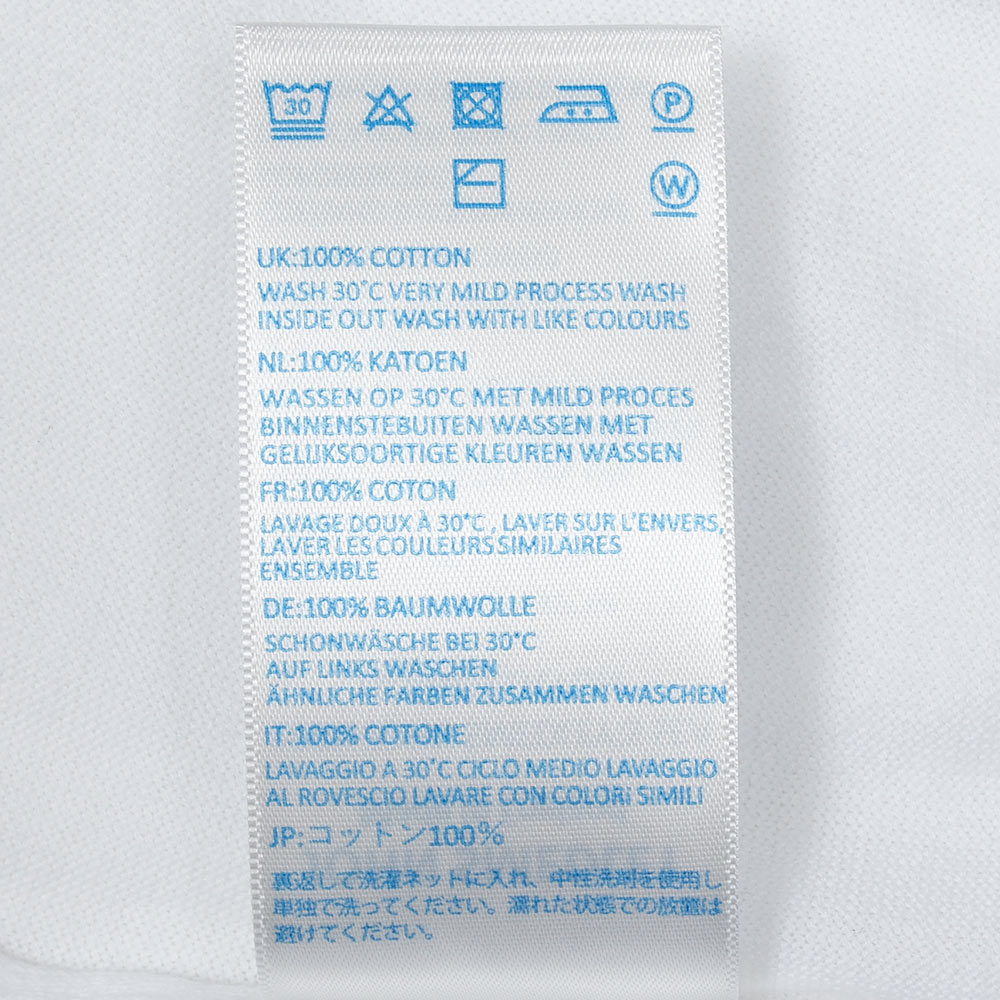 30
P
W
UK:100% COTTON
WASH 30°C VERY MILD PROCESS WASH
INSIDE OUT WASH WITH LIKE COLOURS
NL:100% KATOEN
WASSEN OP 30°C MET MILD PROCES
BINNENSTEBUITEN WASSEN MET
GELIJKSOORTIGE KLEUREN WASSEN
FR:100% COTON
LAVAGE DOUX À 30°C , LAVER SUR L'ENVERS,
LAVER LES COULEURS SIMILAIRES
ENSEMBLE
DE:100% BAUMWOLLE
SCHONWÄSCHE BEI 30°C
AUF LINKS WASCHEN
ÄHNLICHE FARBEN ZUSAMMEN WASCHEN
IT:100% COTONE
LAVAGGIO A 30°C CICLO MEDIO LAVAGGIO
AL ROVESCIO LAVARE CON COLORi SIMILI
JP:コットン100%
裏返しで洗濯ネットに入れ、中性洗剤を使用し
単独で洗ってください。濡れた状態での放置は
避けてください。